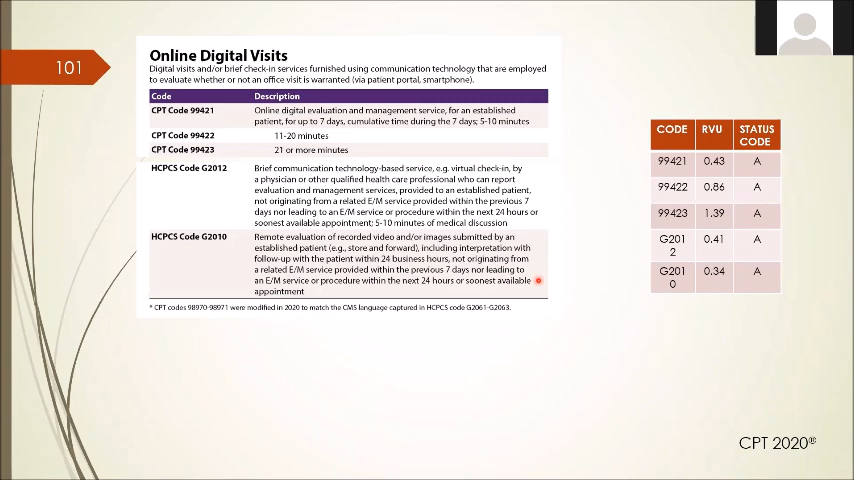 101
Online Digital Visits
Digital visits and/or brief check-in services furnished using communication technology that are employed
to evaluate whether or not an office visit is warranted (via patient portal, smartphone).
Code Description
CPT Code 99421 Online digital evaluation and management service, for an established
patient, for up to 7 days, cumulative time during the 7 days; 5-10 minutes
CPT Code 99422 11-20 minutes
CPT Code 99423 21 or more minutes
HCPCS Code G2012 Brief communication technology-based service, e.g. virtual check-in, by
a physician or other qualified health care professional who can report
evaluation and management services, provided to an established patient,
not originating from a related E/M service provided within the previous 7
days nor leading to an E/M service or procedure within the next 24 hours or
soonest available appointment; 5-10 minutes of medical discussion
HCPCS Code G2010 Remote evaluation of recorded video and/or images submitted by an
established patient (e.g., store and forward), including interpretation with
follow-up with the patient within 24 business hours, not originating from
a related E/M service provided within the previous 7 days nor leading to
an E/M service or procedure within the next 24 hours or soonest available
appointment
* CPT codes 98970-98971 were modified in 2020 to match the CMS language captured in HCPCS code G2061-G2063.
CODE RVU STATUS
CODE
99421 0.43 A
99422 0.86 A
99423 1.39 A
G201 0.41 A
2
G201 0.34 A
0
CPT 2020®